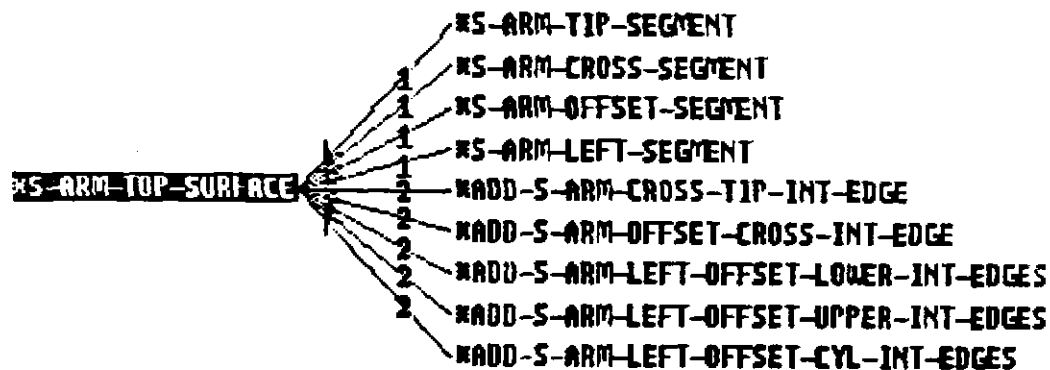 *S-ARM-TIP-SEGMENT
*S-ARM-CROSS-SEGMENT
1
*S-ARM-OFFSET-SEGMENT
1
*S-ARM-LEFT-SEGMENT
1
1
*S-ARM-TOP-SURFACE
*ADD-S-ARM-CROSS-TIP-INT-EDGE
2
2
*ADD-S-ARM-OFFSET-CROSS-INT-EDGE
2
*ADD-S-ARM-LEFT-OFFSET-LOWER-INT-EDGES
2
*ADD-S-ARM-LEFT-OFFSET-UPPER-INT-EDGES
2
*ADD-S-ARM-LEFT-OFFSET-CYL-INT-EDGES